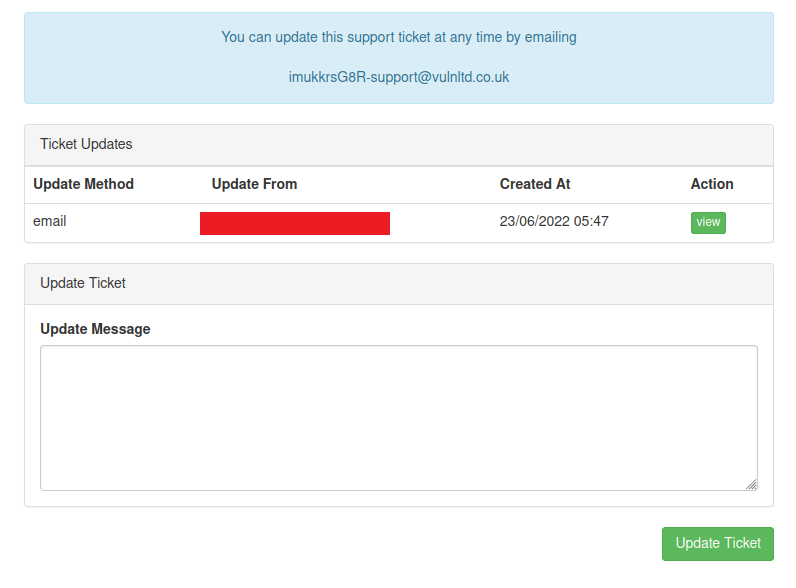 You can update this support ticket at any time by emailing
imukkrsG8R-support@vulnltd.co.uk
Ticket Updates
Update Method Update From Created At Action
email 23/06/2022 05:47 view
Update Ticket
Update Message
Update Ticket